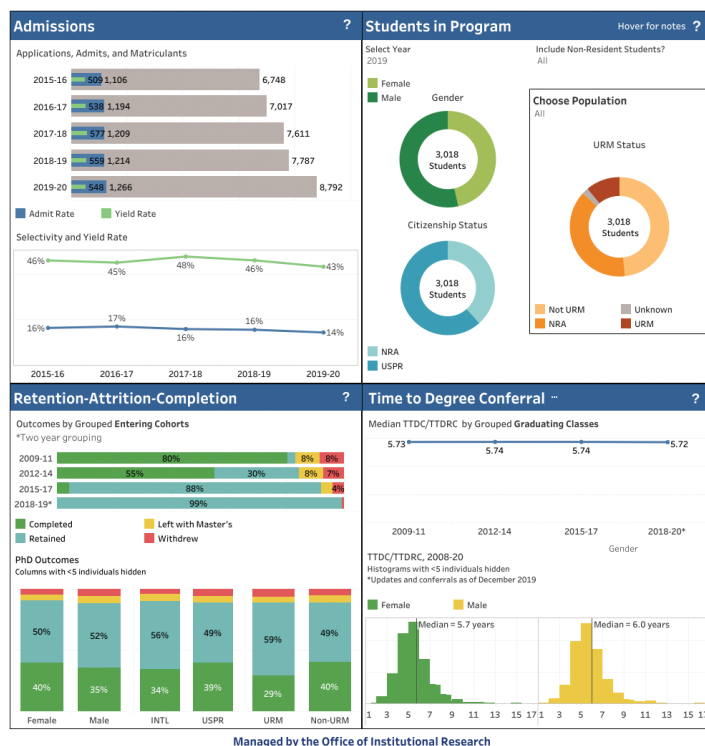 Admissions ?
Applications, Admits, and Matriculants
2015-16 509 1,106 6,748
2016-17 538 1,194 7,017
2017-18 577 1,209 7,611
2018-19 559 1,214 7,787
2019-20 548 1,266 8,792
Admit Rate Yield Rate
Selectivity and Yield Rate
46% 45% 48% 46% 43%
16% 17% 16% 16% 14%
2015-16 2016-17 2017-18 2018-19 2019-20
Students in Program Hover for notes ?
Select Year Include Non-Resident Students?
2019 All
Female
Male
Gender
3,018
Students
Citizenship Status
3,018
Students
NRA
USPR
Choose Population
All
URM Status
3,018
Students
Not URM Unknown
NRA URM
Retention-Attrition-Completion ?
Outcomes by Grouped Entering Cohorts
*Two year grouping
2009-11 80% 8% 8%
2012-14 55% 30% 8% 7%
2015-17 88% 4%
2018-19* 99%
Completed Left with Master's
Retained Withdrew
PhD Outcomes
Columns with <5 individuals hidden
50% 52% 56% 49% 59% 49%
40% 35% 34% 39% 29% 40%
Female Male INTL USPR URM Non-URM
Time to Degree Conferral ... ?
Median TTDC/TTDRC by Grouped Graduating Classes
5.73 5.74 5.74 5.72
2009-11 2012-14 2015-17 2018-20*
Gender
TTDC/TTDRC, 2008-20
Histograms with <5 individuals hidden
*Updates and conferrals as of December 2019
Female Male
Median = 5.7 years Median = 6.0 years
1 3 5 7 9 11 13 15 17 1 3 5 7 9 11 13 15 17
Managed by the Office of Institutional Research